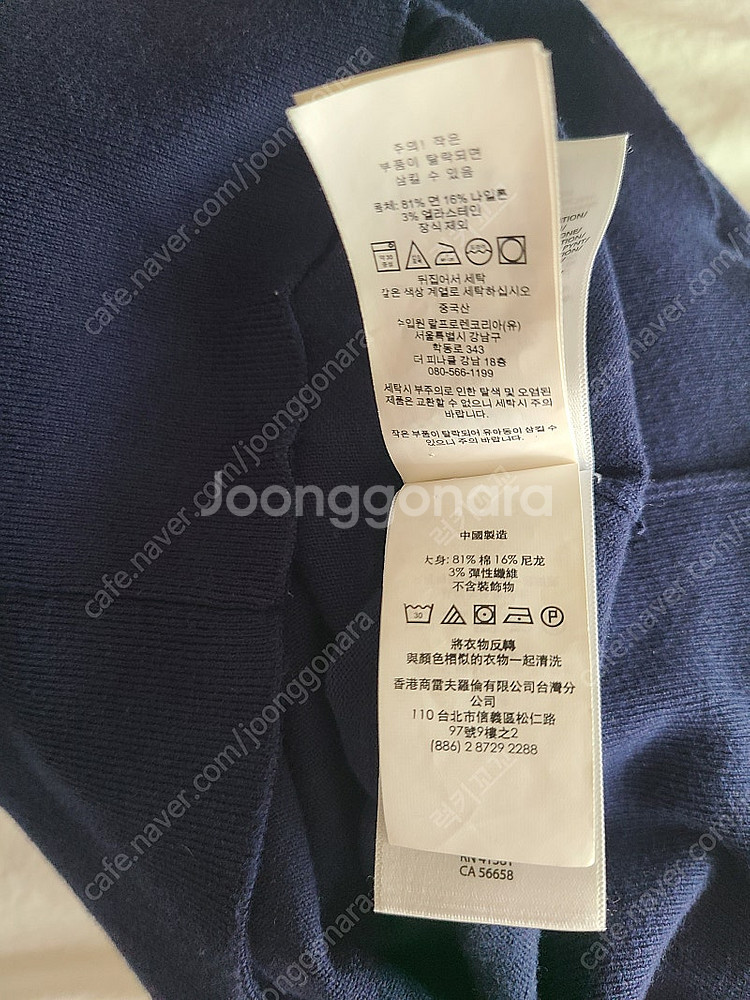 주의! 작은
부품이 탈락되면
삼킬 수 있음
몸체: 81% 면 16% 나일론
3% 엘라스테인
장식 제외
뒤집어서 세탁
같은 색상 계열로 세탁하십시오
중국산
수입원 랄프로렌코리아(유)
서울특별시 강남구
학동로 343
더 피나클 강남 18층
080-566-1199
세탁시 부주의로 인한 탈색 및 오염된
제품은 교환할 수 없으니 세탁시 주의
바랍니다.
작은 부품이 탈락되어 유아동이 삼킬 수
있으니 주의 바랍니다.
TION/
ONE/
TION/
PYNT/
Joonggonara
中國製造
大身: 81% 棉 16% 尼龙
3% 彈性纖維
不含裝飾物
30
P
將衣物反轉
與顏色相似的衣物一起清洗
香港商雷夫羅倫有限公司台灣分
公司
110 台北市信義區松仁路
97號9樓之2
(886) 2 8729 2288
RN 41381
CA 56658
cafe.naver.com/joonggonara
럭키꼬끼